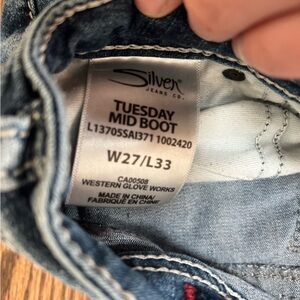 Silver
JEANS CO.
TUESDAY
MID BOOT
L13705SAI371 1002420
W27/L33
CA00508
WESTERN GLOVE WORKS
MADE IN CHINA/
FABRIQUÉ EN CHINE